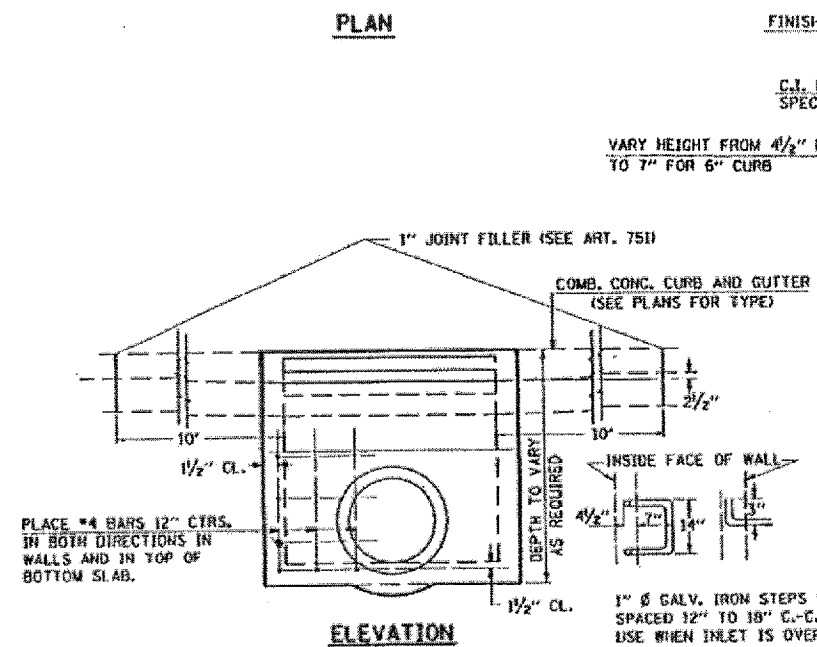 PLAN
FINISH
C.I.
SPEC
VARY HEIGHT FROM 4½"
TO 7" FOR 6" CURB
1" JOINT FILLER (SEE ART. 751)
COMB. CONC. CURB AND GUTTER
(SEE PLANS FOR TYPE)
2½"
10'
10'
1½" CL.
DEPTH TO VARY
AS REQUIRED
INSIDE FACE OF WALL
4½"
7"
14"
3"
PLACE #4 BARS 12" CTRS.
IN BOTH DIRECTIONS IN
WALLS AND IN TOP OF
BOTTOM SLAB.
1½" CL.
1" Ø GALV. IRON STEPS
SPACED 12" TO 18" C.-C.
USE WHEN INLET IS OVER
ELEVATION